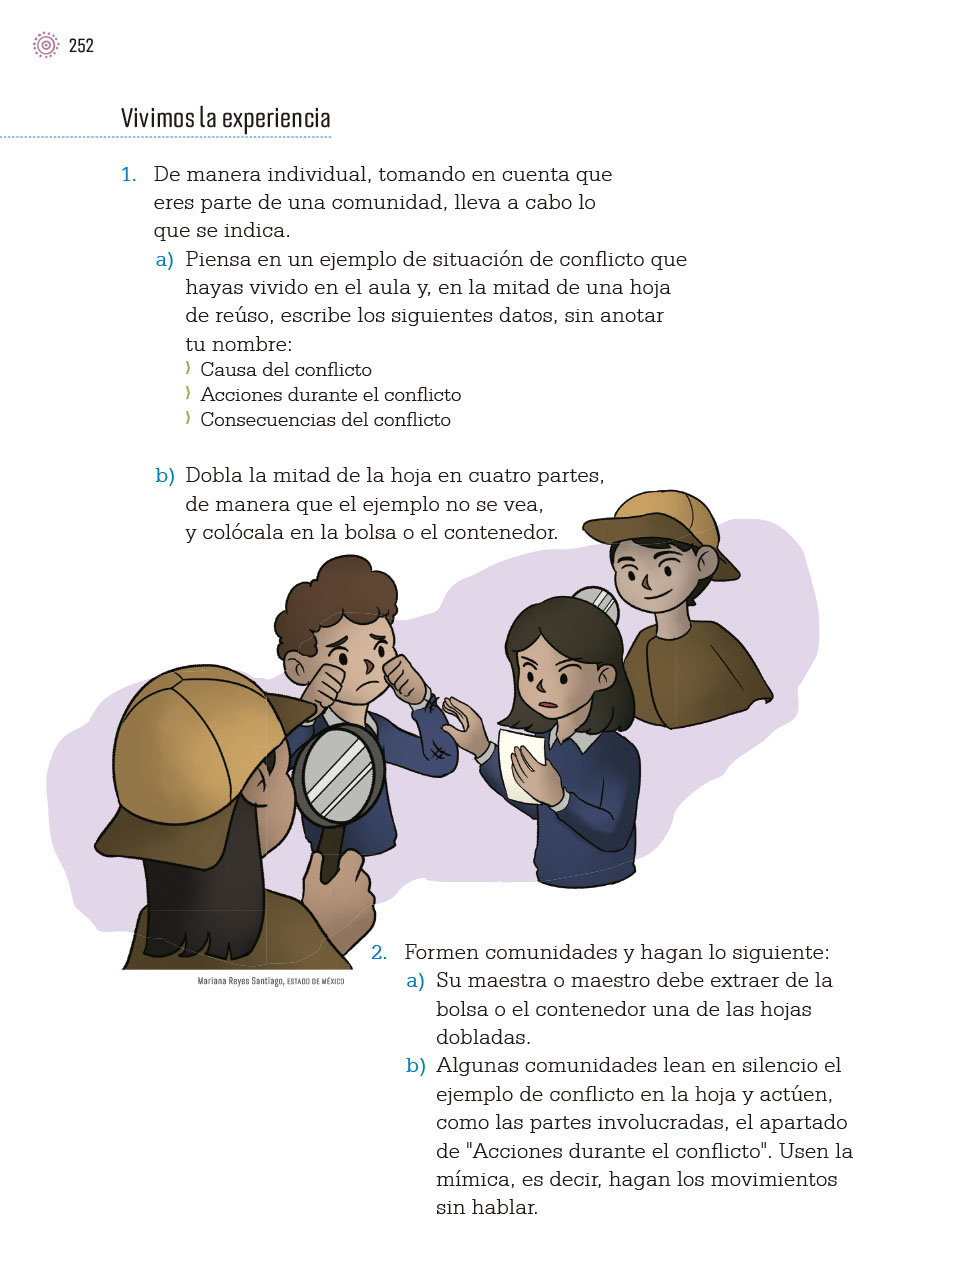 252
Vivimos la experiencia
1. De manera individual, tomando en cuenta que
eres parte de una comunidad, lleva a cabo lo
que se indica.
a) Piensa en un ejemplo de situación de conflicto que
hayas vivido en el aula y, en la mitad de una hoja
de reúso, escribe los siguientes datos, sin anotar
tu nombre:
⟩ Causa del conflicto
⟩ Acciones durante el conflicto
⟩ Consecuencias del conflicto
b) Dobla la mitad de la hoja en cuatro partes,
de manera que el ejemplo no se vea,
y colócala en la bolsa o el contenedor.
Mariana Reyes Santiago, ESTADO DE MÉXICO
2. Formen comunidades y hagan lo siguiente:
a) Su maestra o maestro debe extraer de la
bolsa o el contenedor una de las hojas
dobladas.
b) Algunas comunidades lean en silencio el
ejemplo de conflicto en la hoja y actúen,
como las partes involucradas, el apartado
de "Acciones durante el conflicto". Usen la
mímica, es decir, hagan los movimientos
sin hablar.